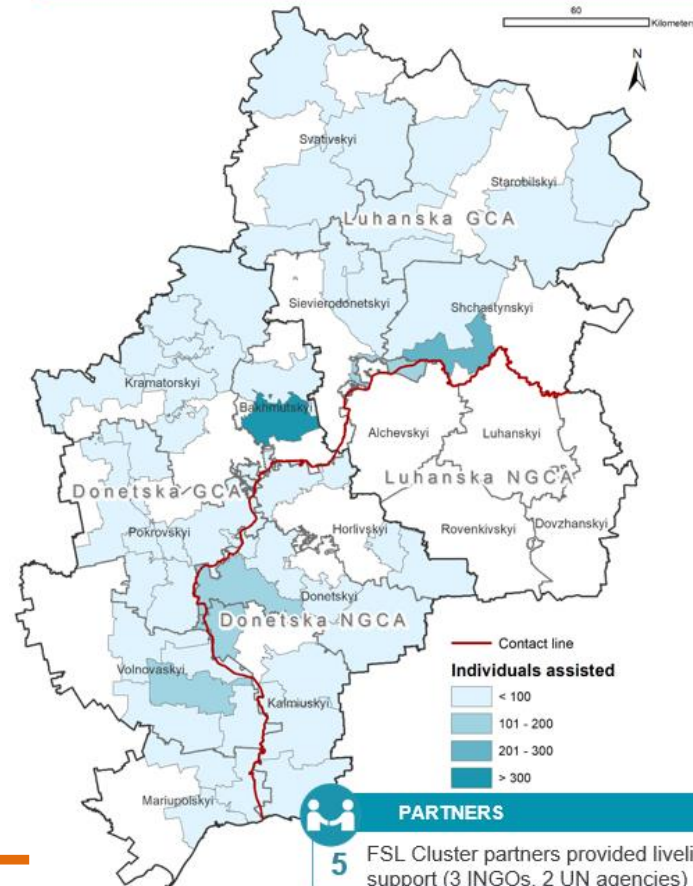 60
Kilometers
N
Svativskyi
Starobilskyi
Luhanska GCA
Sievierodonetskyi
Shchastynskyi
Kramatorskyi
Bakhmutskyi
Alchevskyi
Luhanskyi
Luhanska NGCA
Donetska GCA
Pokrovskyi
Horlivskyi
Rovenkivskyi
Dovzhanskyi
Donetskyi
Donetska NGCA
Volnovaskyi
Kalmiuskyi
Mariupolskyi
Contact line
Individuals assisted
< 100
101 - 200
201 - 300
> 300
PARTNERS
5 FSL Cluster partners provided liveli
support (3 INGOs, 2 UN agencies)